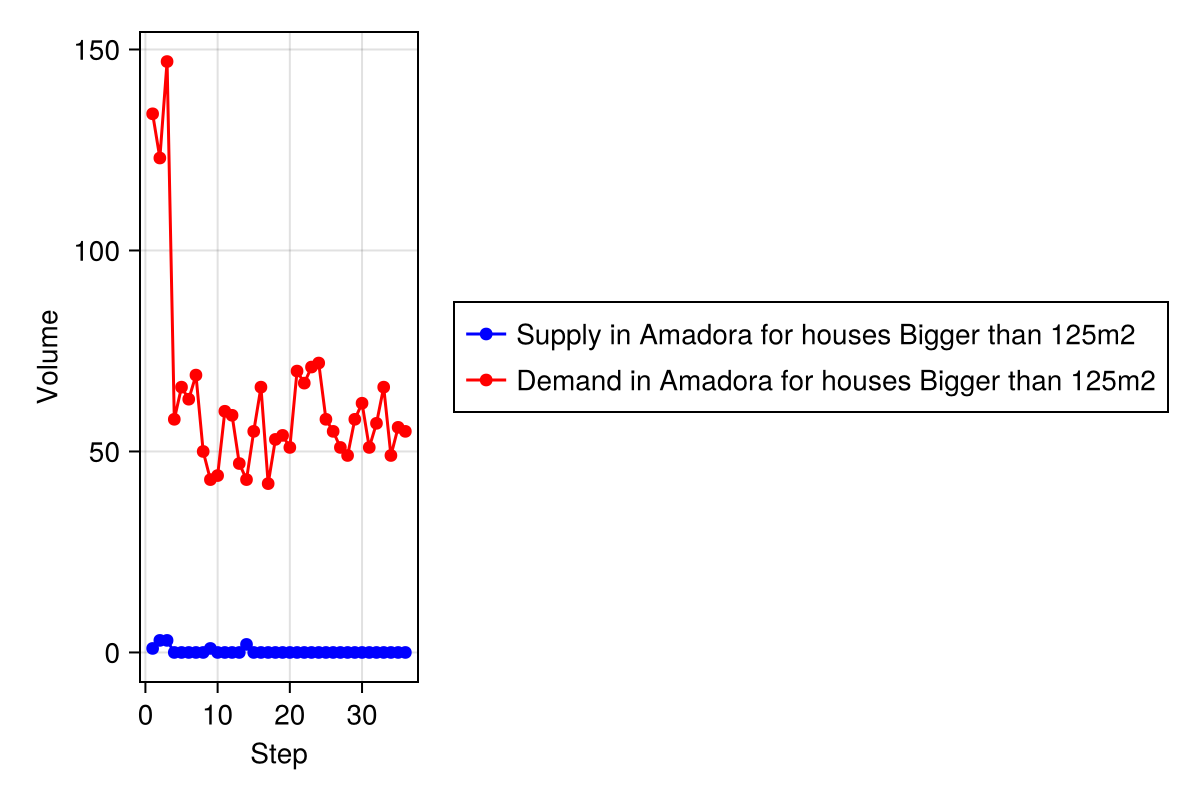 150
100
50
0
Volume
0 10 20 30
Step
Supply in Amadora for houses Bigger than 125m2
Demand in Amadora for houses Bigger than 125m2